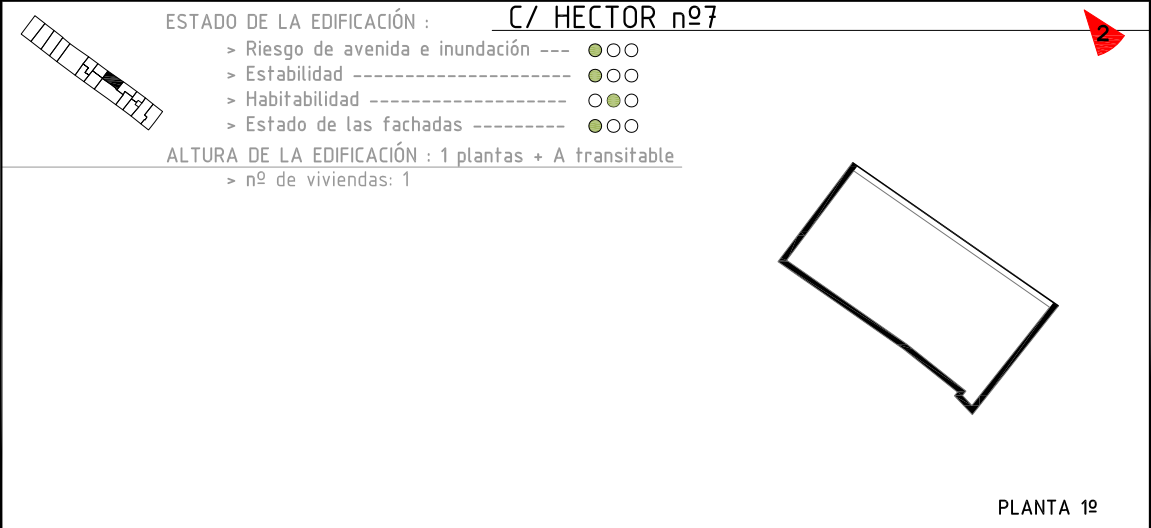 C/ HECTOR nº7
ESTADO DE LA EDIFICACIÓN :
> Riesgo de avenida e inundación ---
> Estabilidad --------------------
> Habitabilidad ------------------
> Estado de las fachadas ---------
ALTURA DE LA EDIFICACIÓN : 1 plantas + A transitable
> nº de viviendas: 1
2
PLANTA 1º